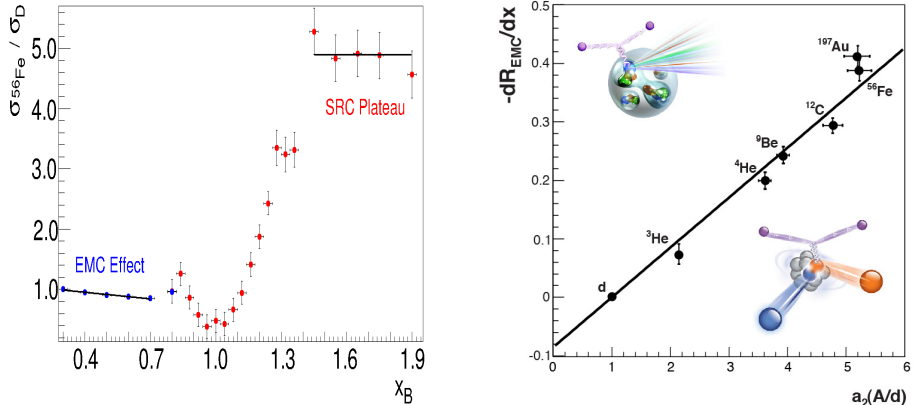 σ56Fe / σD
5.0
4.0
3.0
2.0
1.0
SRC Plateau
EMC Effect
0.4 0.7 1.0 1.3 1.6 1.9
xB
-dREMC/dx
0.5
0.4
0.3
0.2
0.1
0
-0.1
197Au
56Fe
12C
9Be
4He
3He
d
0 1 2 3 4 5 6
a2(A/d)